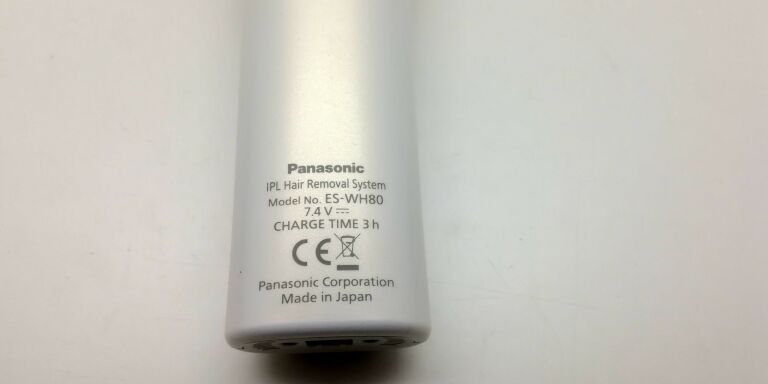 Panasonic
IPL Hair Removal System
Model No. ES-WH80
7.4 V ⎓
CHARGE TIME 3 h
CE
Panasonic Corporation
Made in Japan